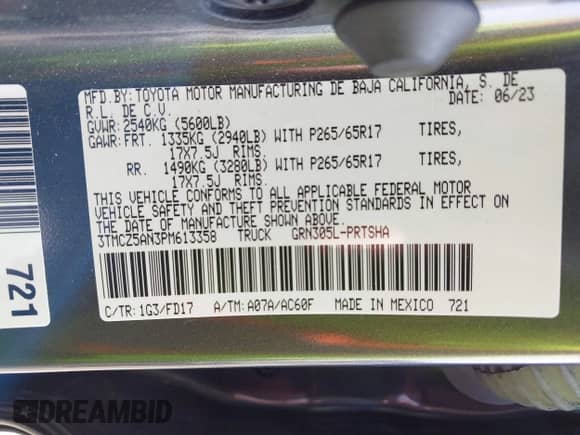 MFD.BY:TOYOTA MOTOR MANUFACTURING DE BAJA CALIFORNIA, S. DE
R.L. DE C.V. DATE: 06/23
GVWR:2540KG (5600LB)
GAWR:FRT. 1335KG (2940LB) WITH P265/65R17 TIRES,
17X7.5J RIMS
RR. 1490KG (3280LB) WITH P265/65R17 TIRES,
17X7.5J RIMS
THIS VEHICLE CONFORMS TO ALL APPLICABLE FEDERAL MOTOR
VEHICLE SAFETY AND THEFT PREVENTION STANDARDS IN EFFECT ON
THE DATE OF MANUFACTURE SHOWN ABOVE.
3TMCZ5AN3PM613358 TRUCK GRN305L-PRTSHA
C/TR:1G3/FD17 A/TM:A07A/AC60F MADE IN MEXICO 721
721
DREAMBID